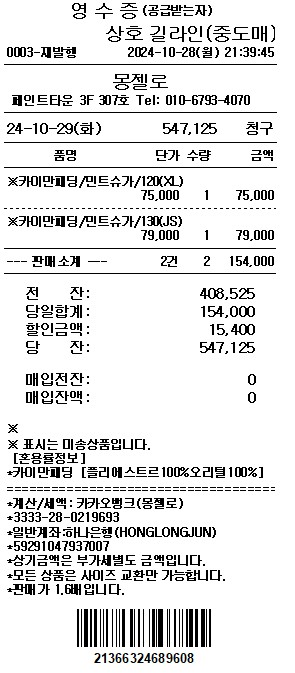 영 수 증 (공급받는자)
상호 길라인(중도매)
0003-재발행 2024-10-28(월) 21:39:45
몽젤로
페인트타운 3F 307호 Tel: 010-6793-4070
24-10-29(화) 547,125 청구
품명 단가 수량 금액
※카이만패딩/민트슈가/120(XL)
75,000 1 75,000
※카이만패딩/민트슈가/130(JS)
79,000 1 79,000
--- 판매소계 --- 2건 2 154,000
전 잔: 408,525
당일합계: 154,000
할인금액: 15,400
당 잔: 547,125
매입전잔: 0
매입잔액: 0
※
※ 표시는 미송상품입니다.
[혼용률정보]
*카이만패딩 [폴리에스트르100%오리털100%]
*계산/세액: 카카오뱅크(몽젤로)
*3333-28-0219693
*일반계좌:하나은행(HONGLONGJUN)
*59291047937007
*상기금액은 부가세별도 금액입니다.
*모든 상품은 사이즈 교환만 가능합니다.
*판매가 1.6배입니다.
21366324689608